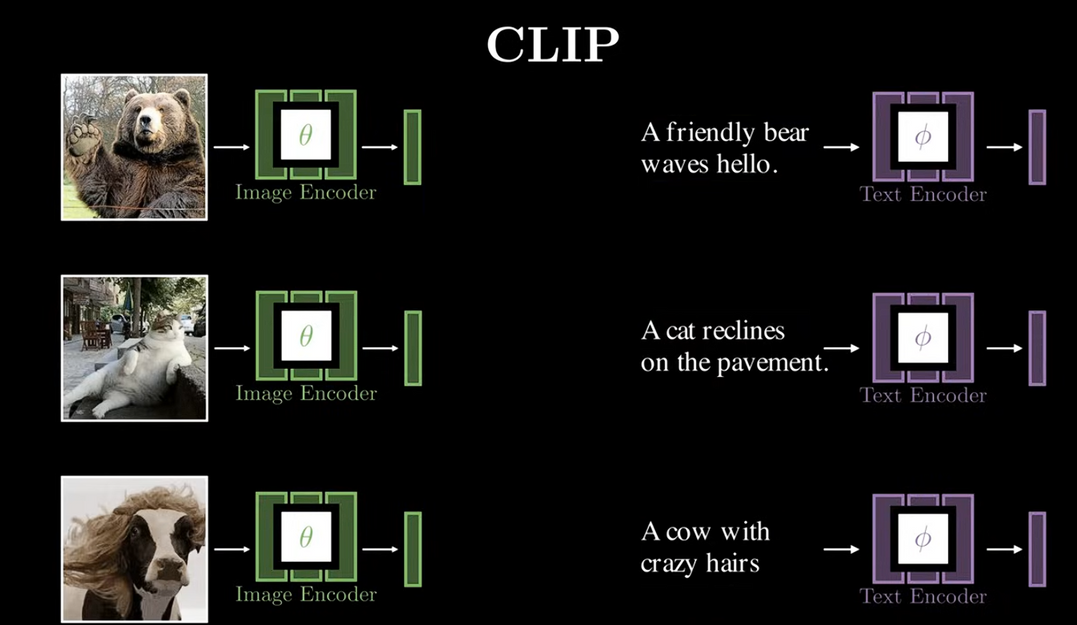 CLIP
θ
Image Encoder
A friendly bear
waves hello.
ϕ
Text Encoder
θ
Image Encoder
A cat reclines
on the pavement.
ϕ
Text Encoder
θ
Image Encoder
A cow with
crazy hairs
ϕ
Text Encoder